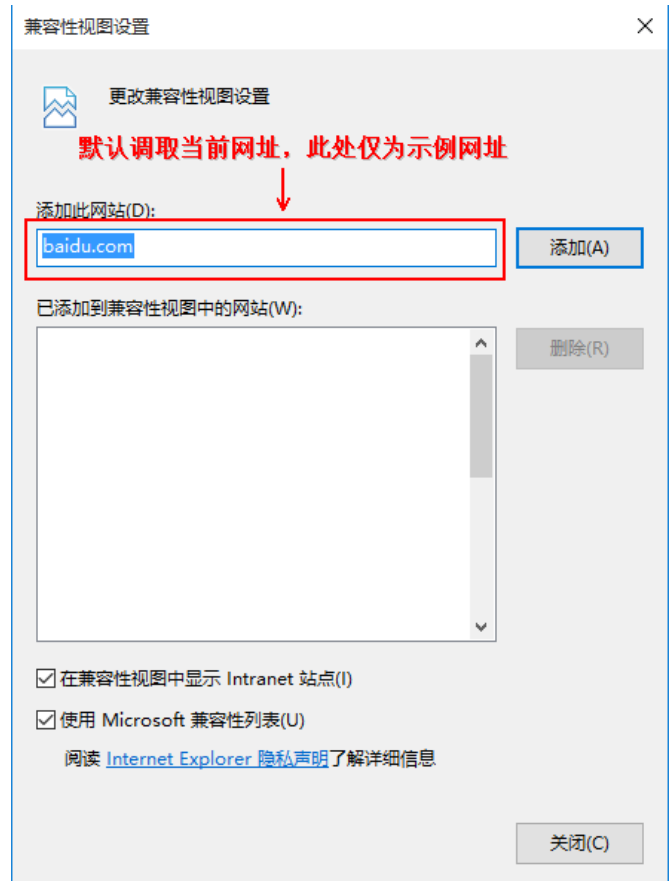 兼容性视图设置
更改兼容性视图设置
默认调取当前网址，此处仅为示例网址
添加此网站(D):
baidu.com
添加(A)
已添加到兼容性视图中的网站(W):
删除(R)
在兼容性视图中显示 Intranet 站点(I)
使用 Microsoft 兼容性列表(U)
阅读 Internet Explorer 隐私声明了解详细信息
关闭(C)